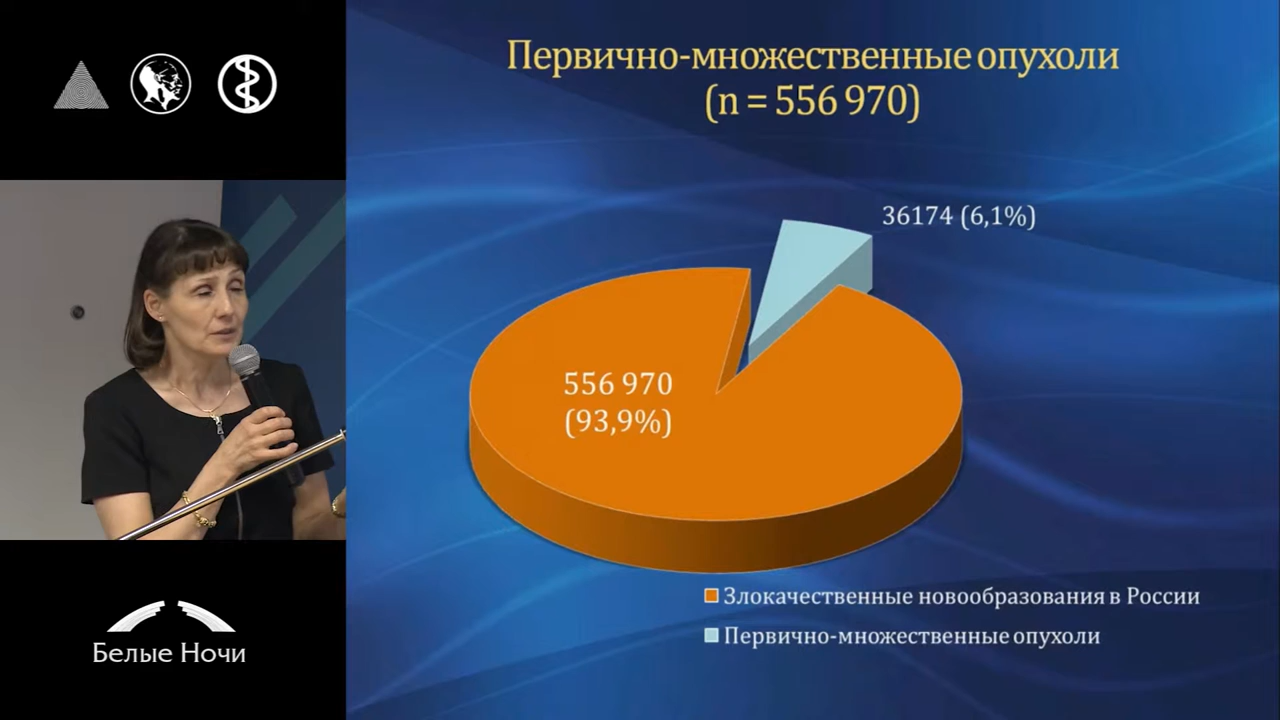 Первично-множественные опухоли
(n = 556 970)
36174 (6,1%)
556 970
(93,9%)
Злокачественные новообразования в России
Первично-множественные опухоли
Белые Ночи